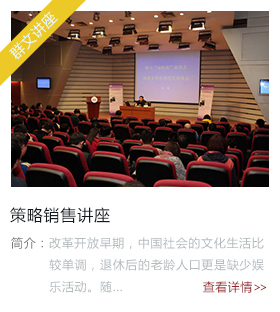 群文讲座
策略销售讲座
简介：改革开放早期，中国社会的文化生活比
较单调，退休后的老龄人口更是缺少娱
乐活动。随...
查看详情>>